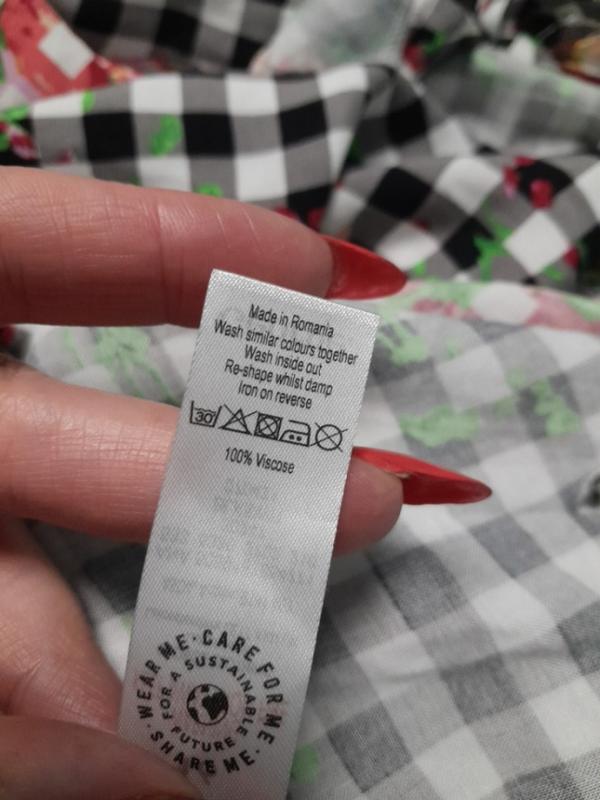 Made in Romania
Wash similar colours together
Wash inside out
Re-shape whilst damp
Iron on reverse
30
100% Viscose
WEAR ME · CARE FOR ME · SHARE ME ·
FOR A SUSTAINABLE FUTURE